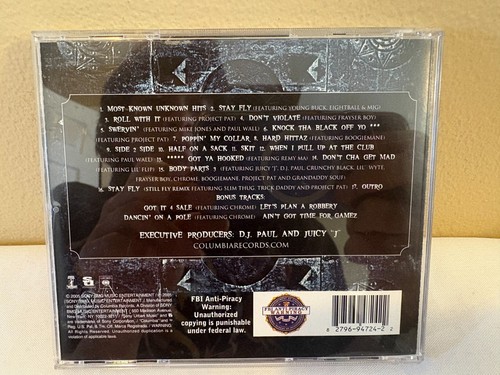 1. MOST KNOWN UNKNOWN HITS 2. STAY FLY (FEATURING YOUNG BUCK, EIGHTBALL & MJG)
3. ROLL WITH IT (FEATURING PROJECT PAT) 4. DON'T VIOLATE (FEATURING FRAYSER BOY)
5. SWERVIN' (FEATURING MIKE JONES AND PAUL WALL) 6. KNOCK THA BLACK OFF YO ***
(FEATURING PROJECT PAT) 7. POPPIN' MY COLLAR 8. HARD HITTAZ (FEATURING BOOGIEMANE)
9. SIDE 2 SIDE 10. HALF ON A SACK 11. SKIT 12. WHEN I PULL UP AT THE CLUB
(FEATURING PAUL WALL) 13. ***** GOT YA HOOKED (FEATURING REMY MA) 14. DON'T CHA GET MAD
(FEATURING LIL' FLIP) 15. BODY PARTS 3 (FEATURING JUICY "J", D.J. PAUL, CRUNCHY BLACK, LIL' WYTE,
FRAYSER BOY, CHROME, BOOGIEMANE, PROJECT PAT AND GRANDADDY SOUF)
16. STAY FLY (STILL FLY REMIX FEATURING SLIM THUG, TRICK DADDY AND PROJECT PAT) 17. OUTRO
BONUS TRACKS:
GOT IT 4 SALE (FEATURING CHROME) LET'S PLAN A ROBBERY
DANCIN' ON A POLE (FEATURING CHROME) AIN'T GOT TIME FOR GAMEZ
EXECUTIVE PRODUCERS: D.J. PAUL AND JUICY "J"
COLUMBIARECORDS.COM
FBI Anti-Piracy
Warning:
Unauthorized
copying is punishable
under federal law.
8 2796-94724-2 2